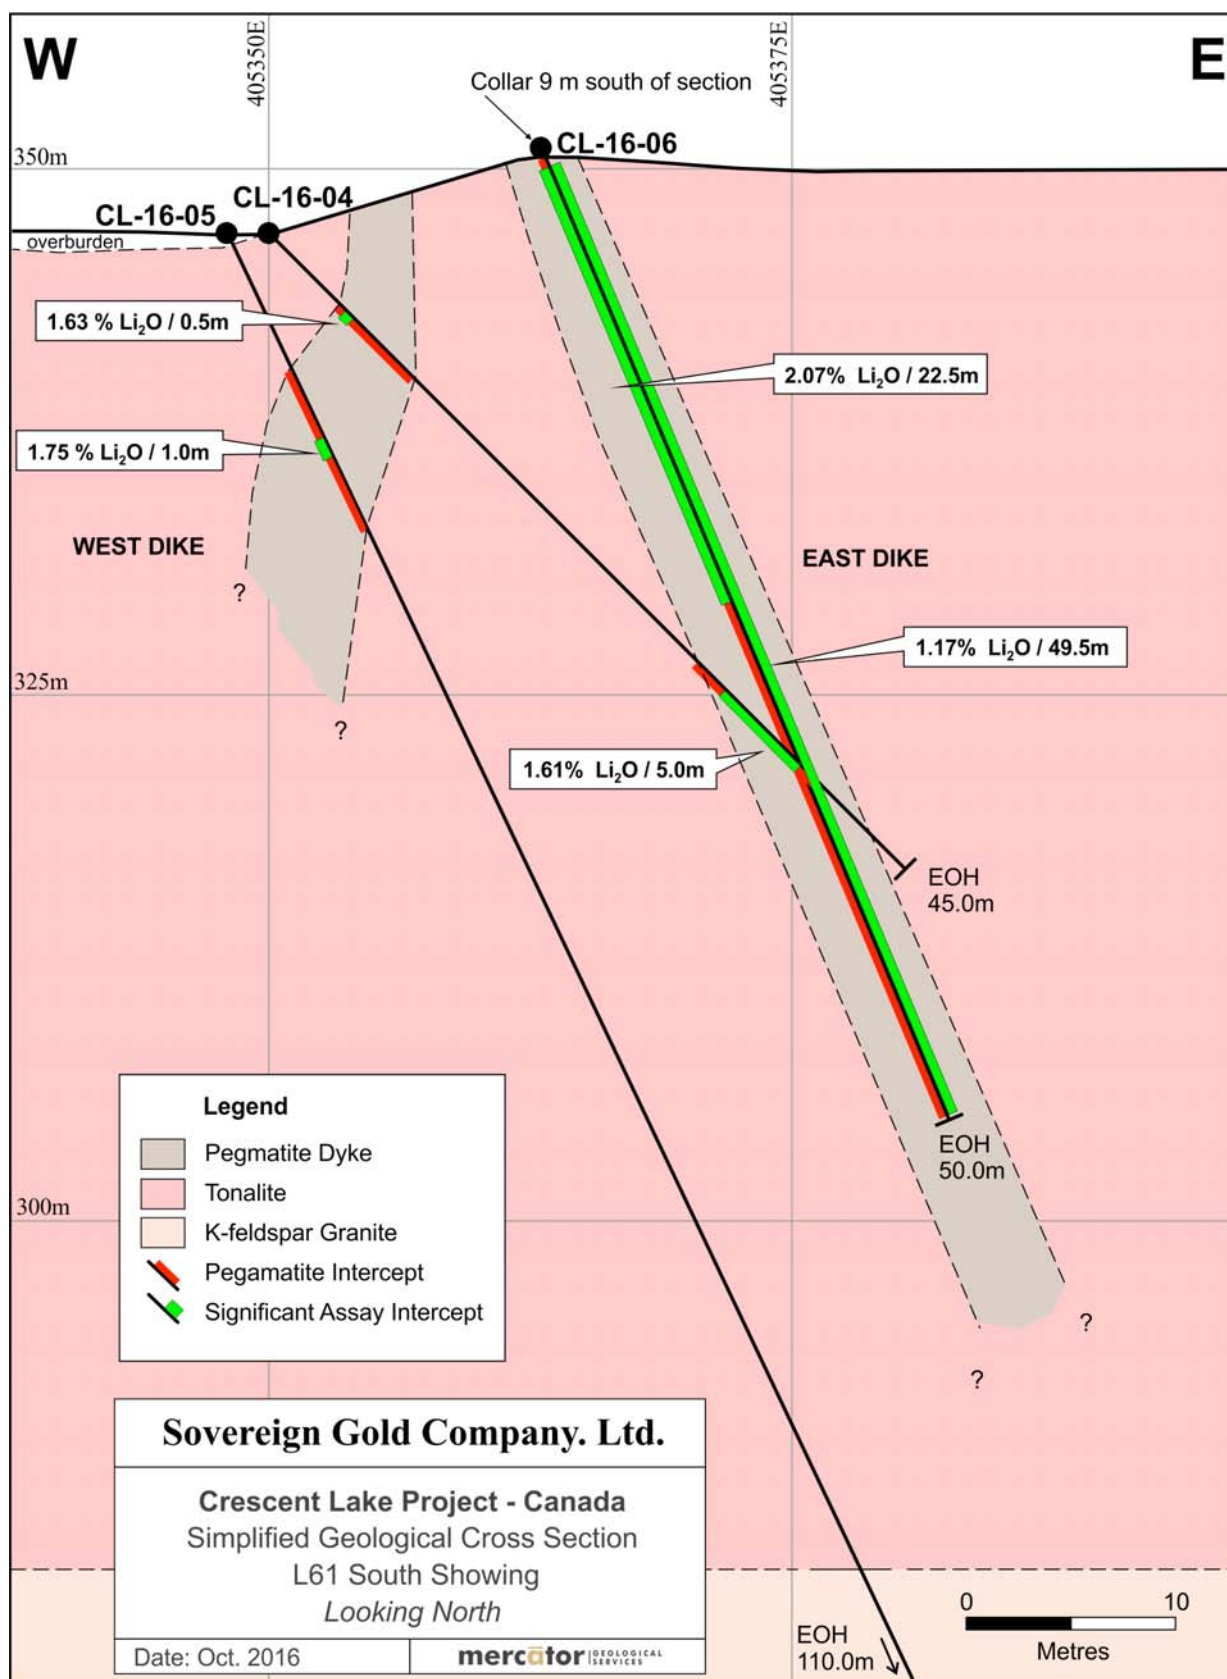 W
405350E
405375E
E
Collar 9 m south of section
CL-16-06
350m
CL-16-04
CL-16-05
overburden
1.63 % Li₂O / 0.5m
2.07% Li₂O / 22.5m
1.75 % Li₂O / 1.0m
WEST DIKE
EAST DIKE
?
1.17% Li₂O / 49.5m
325m
?
1.61% Li₂O / 5.0m
EOH
45.0m
EOH
50.0m
300m
Legend
Pegmatite Dyke
Tonalite
K-feldspar Granite
Pegamatite Intercept
Significant Assay Intercept
?
?
Sovereign Gold Company. Ltd.
Crescent Lake Project - Canada
Simplified Geological Cross Section
L61 South Showing
Looking North
Date: Oct. 2016
mercātor GEOLOGICAL SERVICES
EOH
110.0m
0 10
Metres